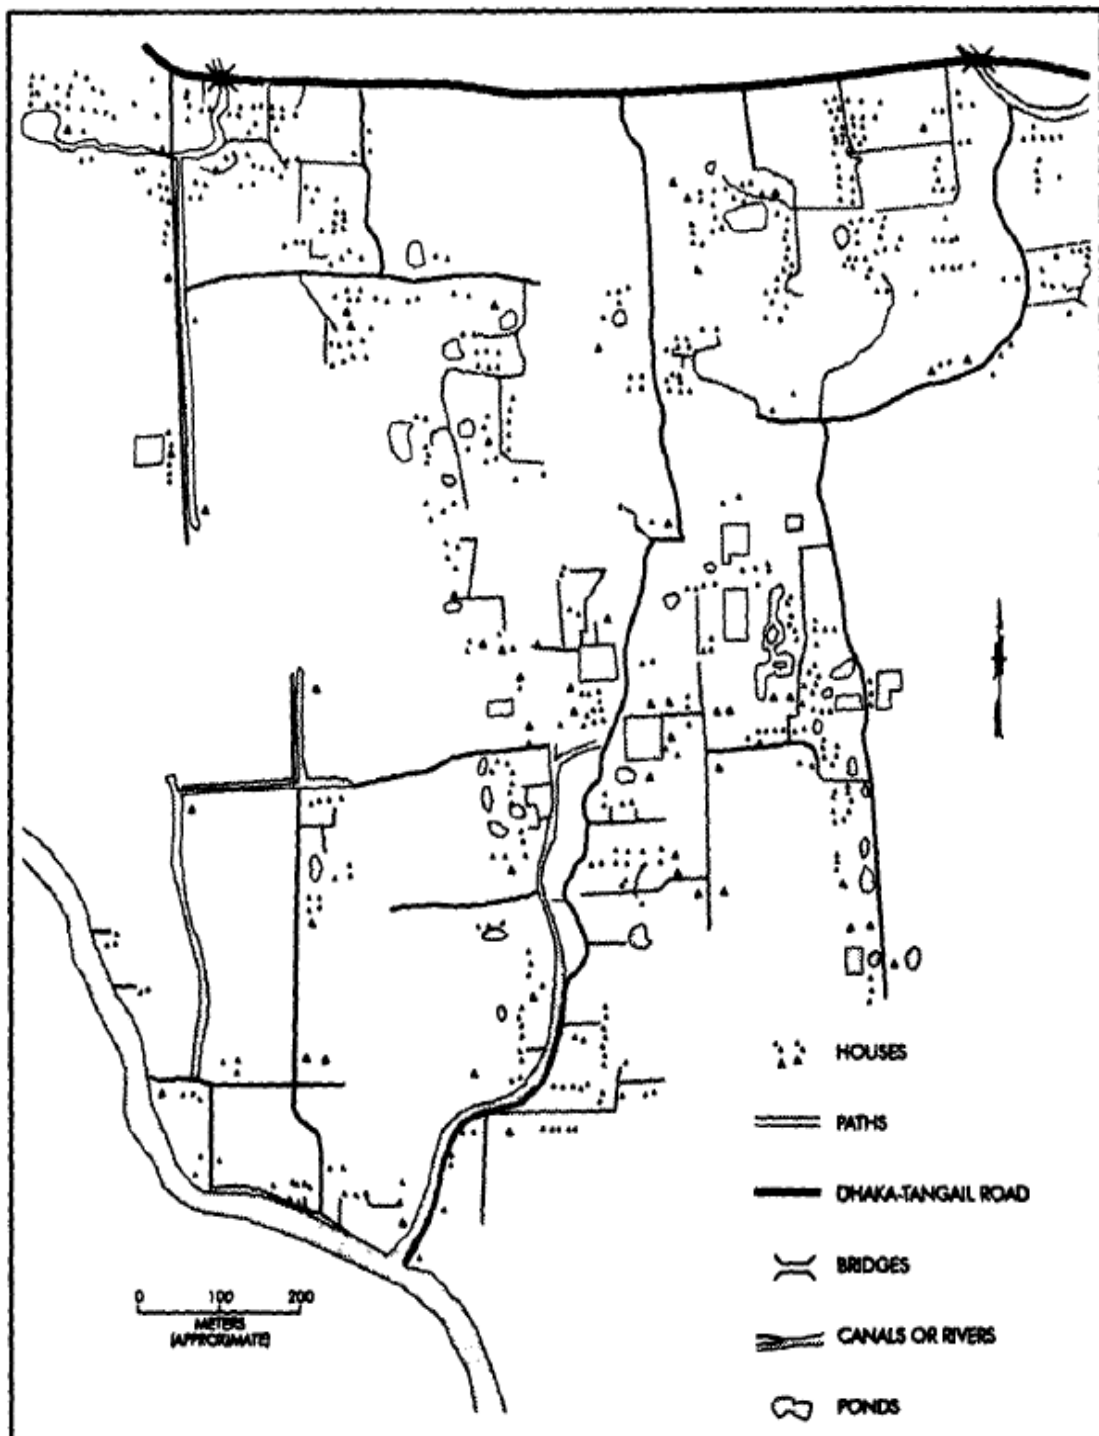 HOUSES
PATHS
DHAKA-TANGAIL ROAD
BRIDGES
0 100 200
METERS
(APPROXIMATE)
CANALS OR RIVERS
PONDS